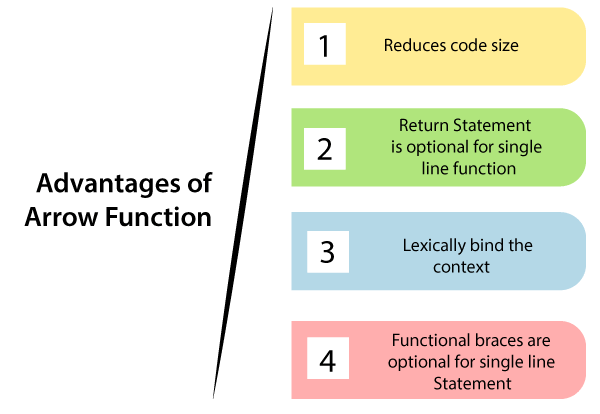 Advantages of
Arrow Function
1
Reduces code size
2
Return Statement
is optional for single
line function
3
Lexically bind the
context
4
Functional braces are
optional for single line
Statement